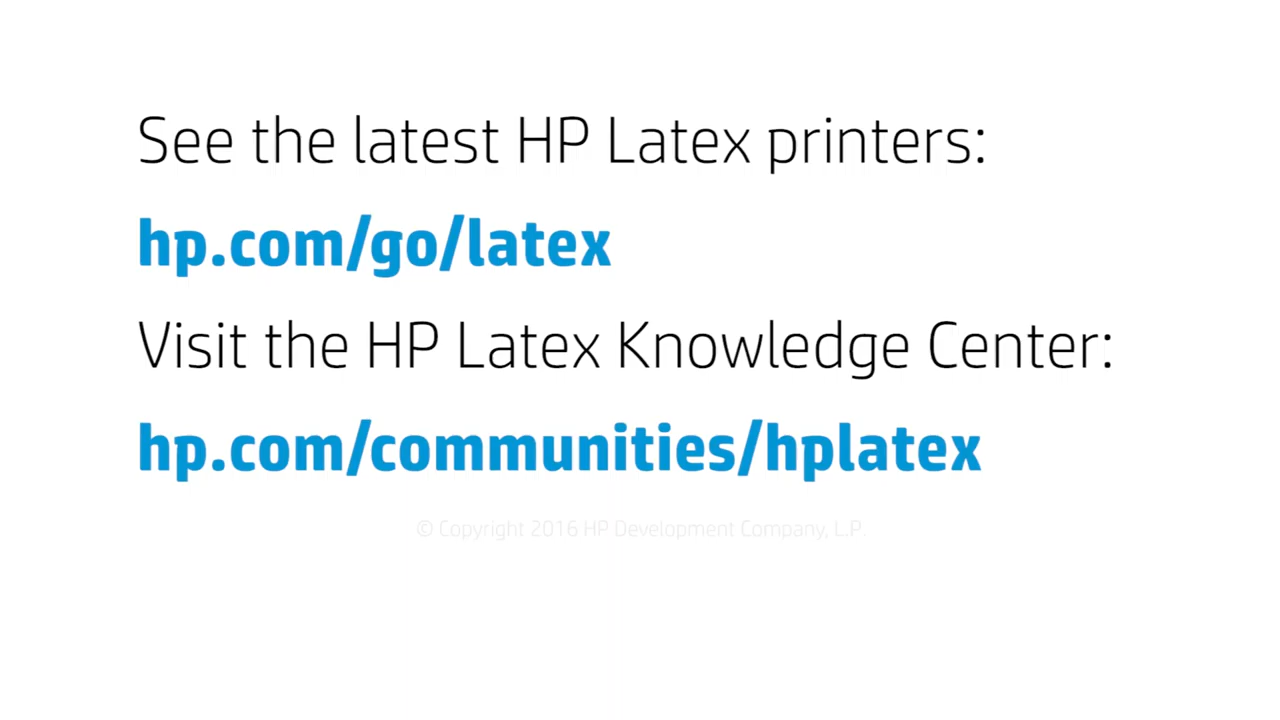 See the latest HP Latex printers:
hp.com/go/latex
Visit the HP Latex Knowledge Center:
hp.com/communities/hplatex
© Copyright 2016 HP Development Company, L.P.